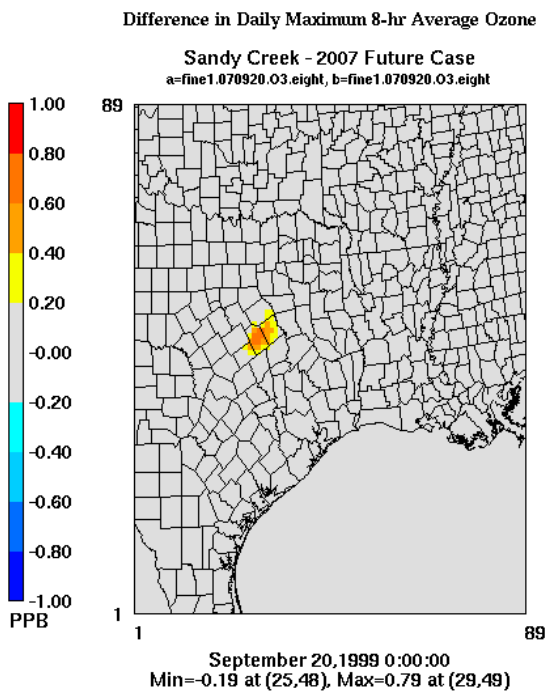 Difference in Daily Maximum 8-hr Average Ozone
Sandy Creek - 2007 Future Case
a=fine1.070920.O3.eight, b=fine1.070920.O3.eight
1.00
0.80
0.60
0.40
0.20
-0.00
-0.20
-0.40
-0.60
-0.80
-1.00
PPB
89
1
1
89
September 20,1999 0:00:00
Min=-0.19 at (25,48), Max=0.79 at (29,49)